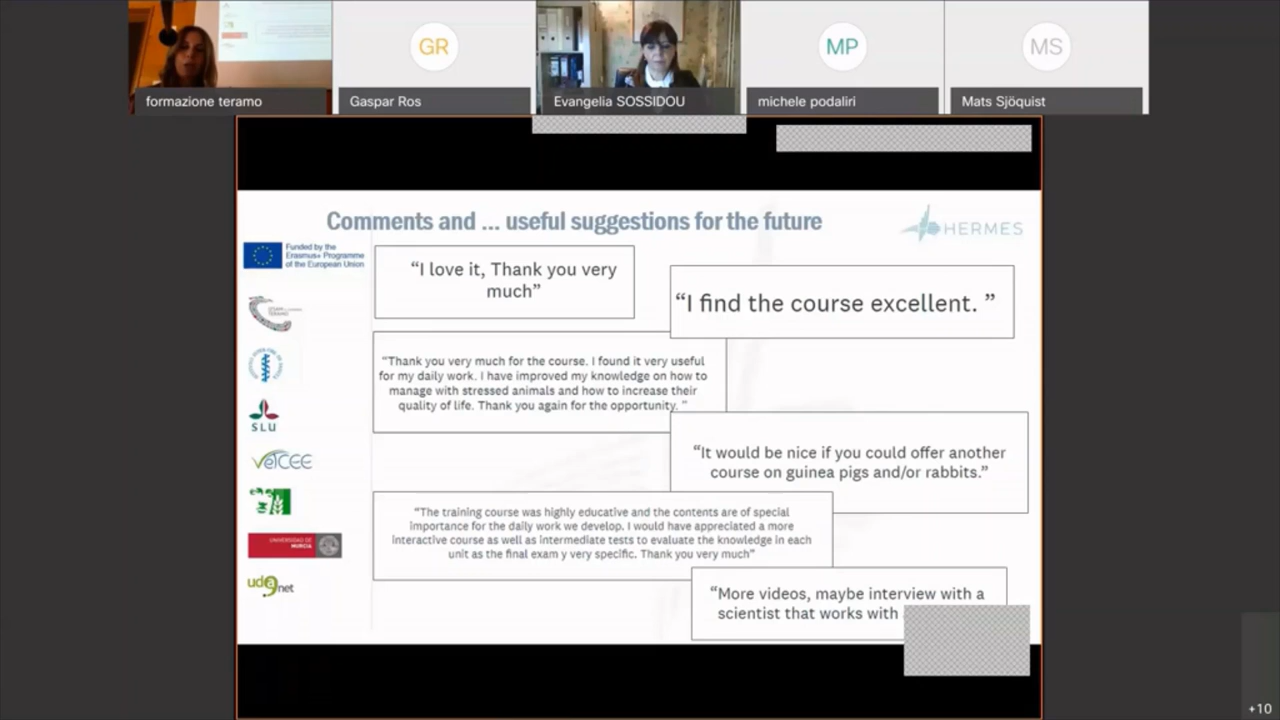 GR
MP
MS
formazione teramo
Gaspar Ros
Evangelia SOSSIDOU
michele podaliri
Mats Sjöquist
Comments and ... useful suggestions for the future
HERMES
Funded by the
Erasmus+ Programme
of the European Union
“I love it, Thank you very
much”
“I find the course excellent. ”
“Thank you very much for the course. I found it very useful
for my daily work. I have improved my knowledge on how to
manage with stressed animals and how to increase their
quality of life. Thank you again for the opportunity. ”
SLU
“It would be nice if you could offer another
course on guinea pigs and/or rabbits.”
VetCEE
“The training course was highly educative and the contents are of special
importance for the daily work we develop. I would have appreciated a more
interactive course as well as intermediate tests to evaluate the knowledge in each
unit as the final exam y very specific. Thank you very much”
UNIVERSIDAD DE
MURCIA
ud9net
“More videos, maybe interview with a
scientist that works with
+10